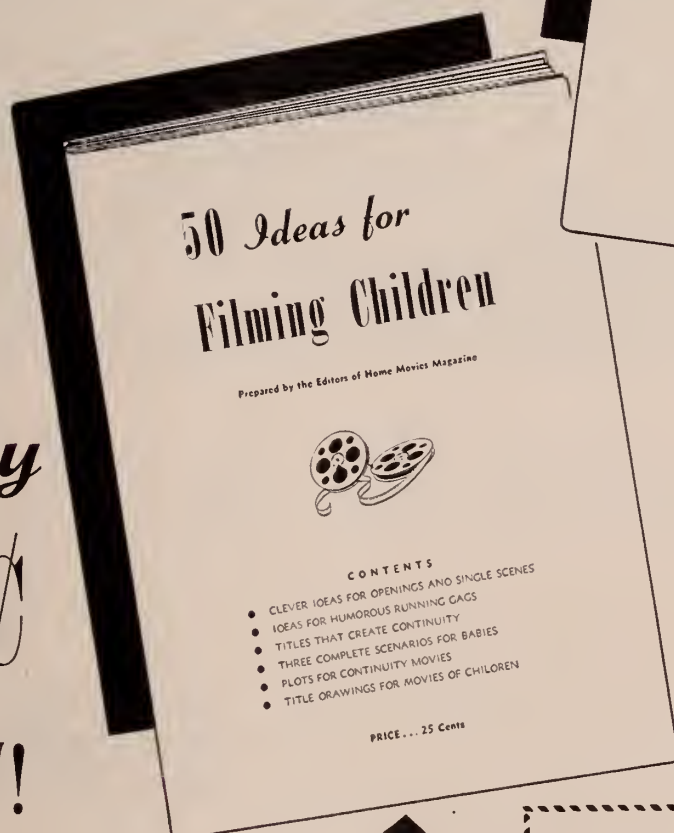 50 Ideas for
Filming Children
Prepared by the Editors of Home Movies Magazine
y
CONTENTS
• CLEVER IDEAS FOR OPENINGS AND SINGLE SCENES
• IDEAS FOR HUMOROUS RUNNING GAGS
• TITLES THAT CREATE CONTINUITY
• THREE COMPLETE SCENARIOS FOR BABIES
• PLOTS FOR CONTINUITY MOVIES
• TITLE DRAWINGS FOR MOVIES OF CHILDREN
PRICE... 25 Cents
!